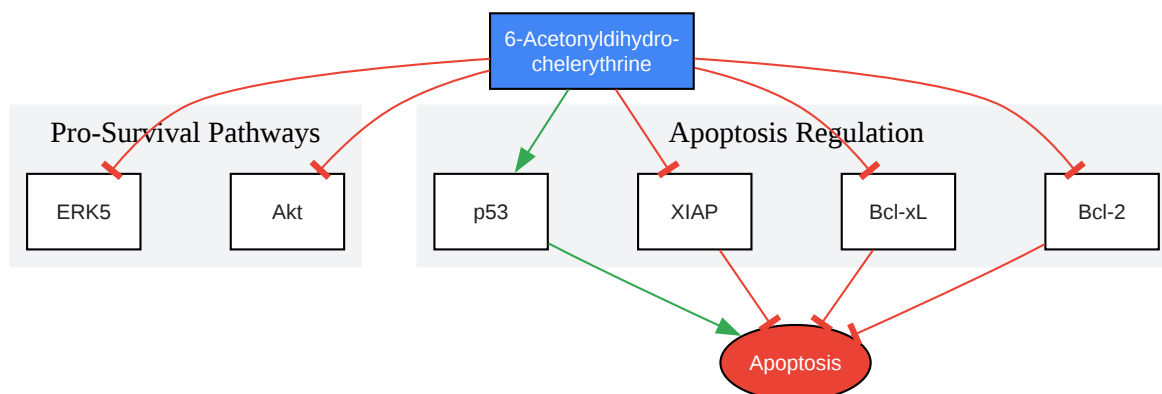 6-Acetonyldihydro-
chelerythrine
Pro-Survival Pathways
Apoptosis Regulation
ERK5
Akt
p53
XIAP
Bcl-xL
Bcl-2
Apoptosis